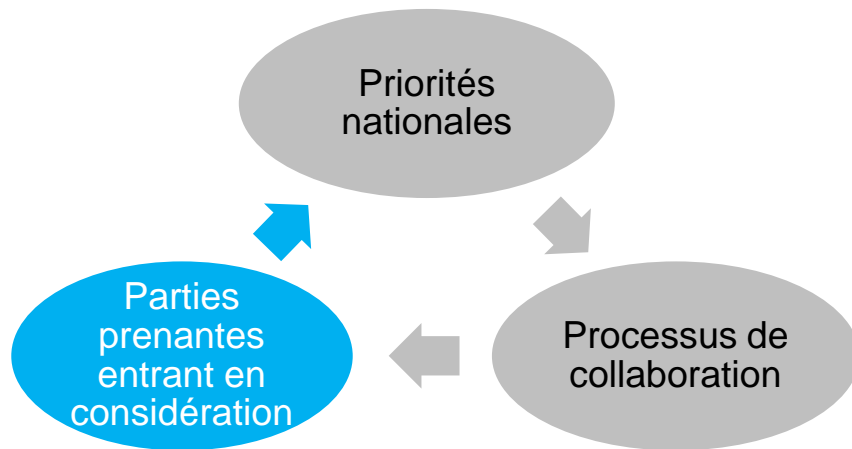 Priorités
nationales
Parties
prenantes
entrant en
considération
Processus de
collaboration